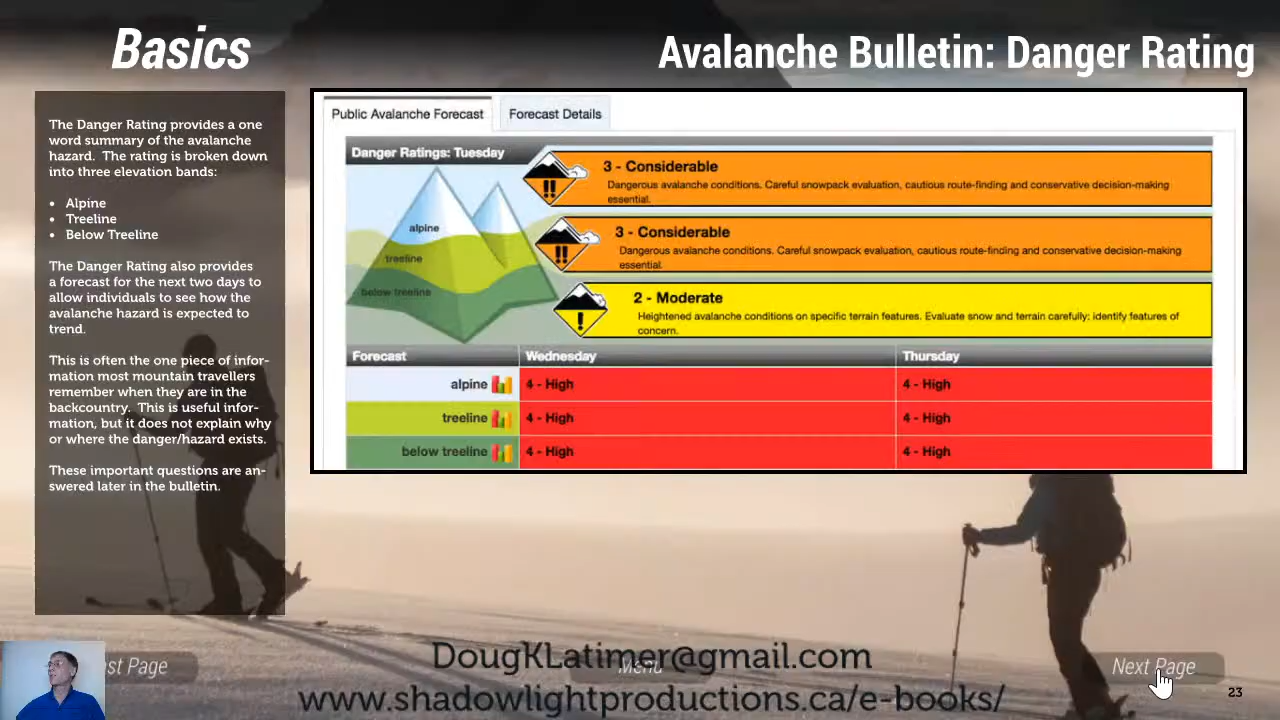 Basics
Avalanche Bulletin: Danger Rating
The Danger Rating provides a one
word summary of the avalanche
hazard. The rating is broken down
into three elevation bands:
• Alpine
• Treeline
• Below Treeline
The Danger Rating also provides
a forecast for the next two days to
allow individuals to see how the
avalanche hazard is expected to
trend.
This is often the one piece of infor-
mation most mountain travellers
remember when they are in the
backcountry. This is useful infor-
mation, but it does not explain why
or where the danger/hazard exists.
These important questions are an-
swered later in the bulletin.
Public Avalanche Forecast
Forecast Details
Danger Ratings: Tuesday
alpine
treeline
below treeline
3 - Considerable
Dangerous avalanche conditions. Careful snowpack evaluation, cautious route-finding and conservative decision-making
essential.
3 - Considerable
Dangerous avalanche conditions. Careful snowpack evaluation, cautious route-finding and conservative decision-making
essential.
2 - Moderate
Heightened avalanche conditions on specific terrain features. Evaluate snow and terrain carefully; identify features of
concern.
Forecast Wednesday Thursday
alpine 4 - High 4 - High
treeline 4 - High 4 - High
below treeline 4 - High 4 - High
Page
Menu
Next Page
DougKLatimer@gmail.com
www.shadowlightproductions.ca/e-books/
23